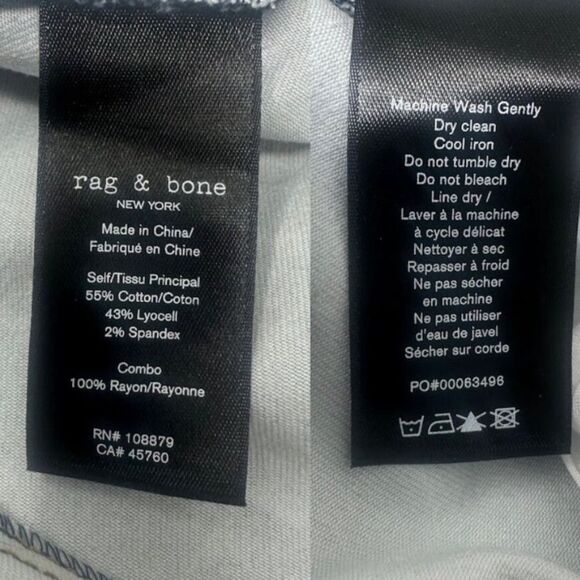 rag & bone
NEW YORK
Made in China/
Fabriqué en Chine
Self/Tissu Principal
55% Cotton/Coton
43% Lyocell
2% Spandex
Combo
100% Rayon/Rayonne
RN# 108879
CA# 45760
Machine Wash Gently
Dry clean
Cool iron
Do not tumble dry
Do not bleach
Line dry /
Laver à la machine
à cycle délicat
Nettoyer à sec
Repasser à froid
Ne pas sécher
en machine
Ne pas utiliser
d'eau de javel
Sécher sur corde
PO#00063496